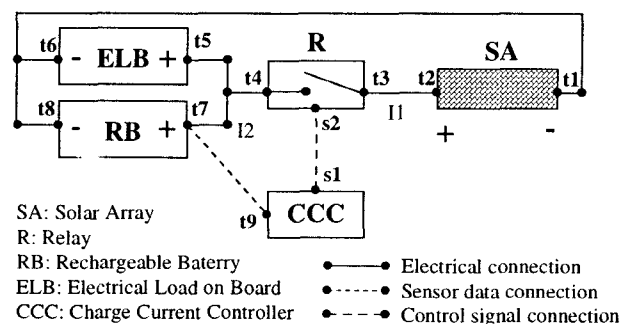 R
SA
t6
- ELB +
t5
t4
t3
t2
t1
t8
- RB +
t7
I2
s2
I1
+
-
s1
t9
CCC
SA: Solar Array
R: Relay
RB: Rechargeable Baterry
ELB: Electrical Load on Board
CCC: Charge Current Controller
Electrical connection
Sensor data connection
Control signal connection